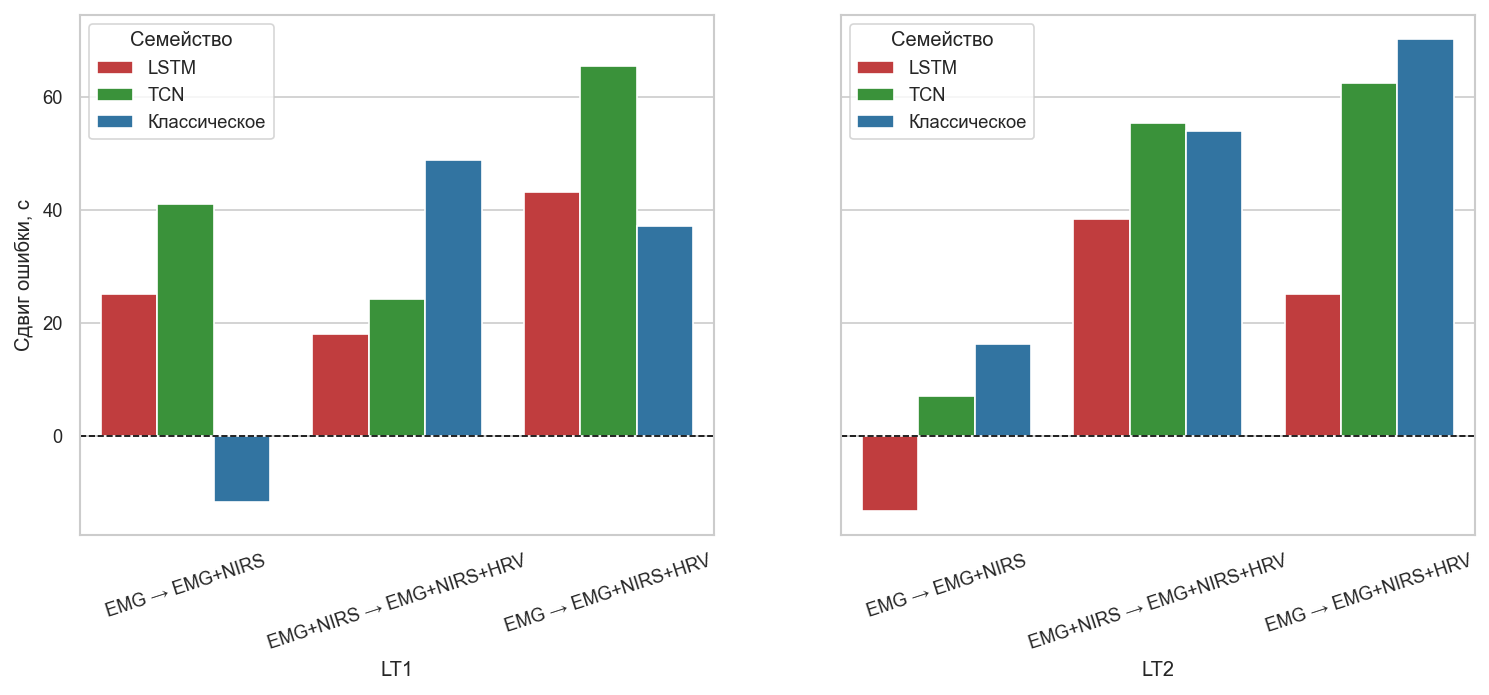 Семейство
LSTM
TCN
Классическое
Семейство
LSTM
TCN
Классическое
Сдвиг ошибки, с
60
40
20
0
EMG → EMG+NIRS
EMG+NIRS → EMG+NIRS+HRV
EMG → EMG+NIRS+HRV
EMG → EMG+NIRS
EMG+NIRS → EMG+NIRS+HRV
EMG → EMG+NIRS+HRV
LT1
LT2